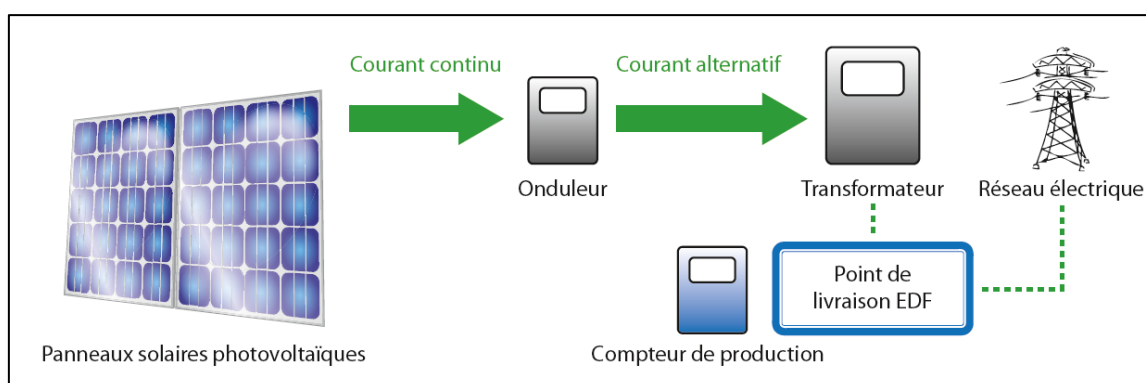 Courant continu
Courant alternatif
Onduleur
Transformateur
Réseau électrique
Point de
livraison EDF
Panneaux solaires photovoltaïques
Compteur de production